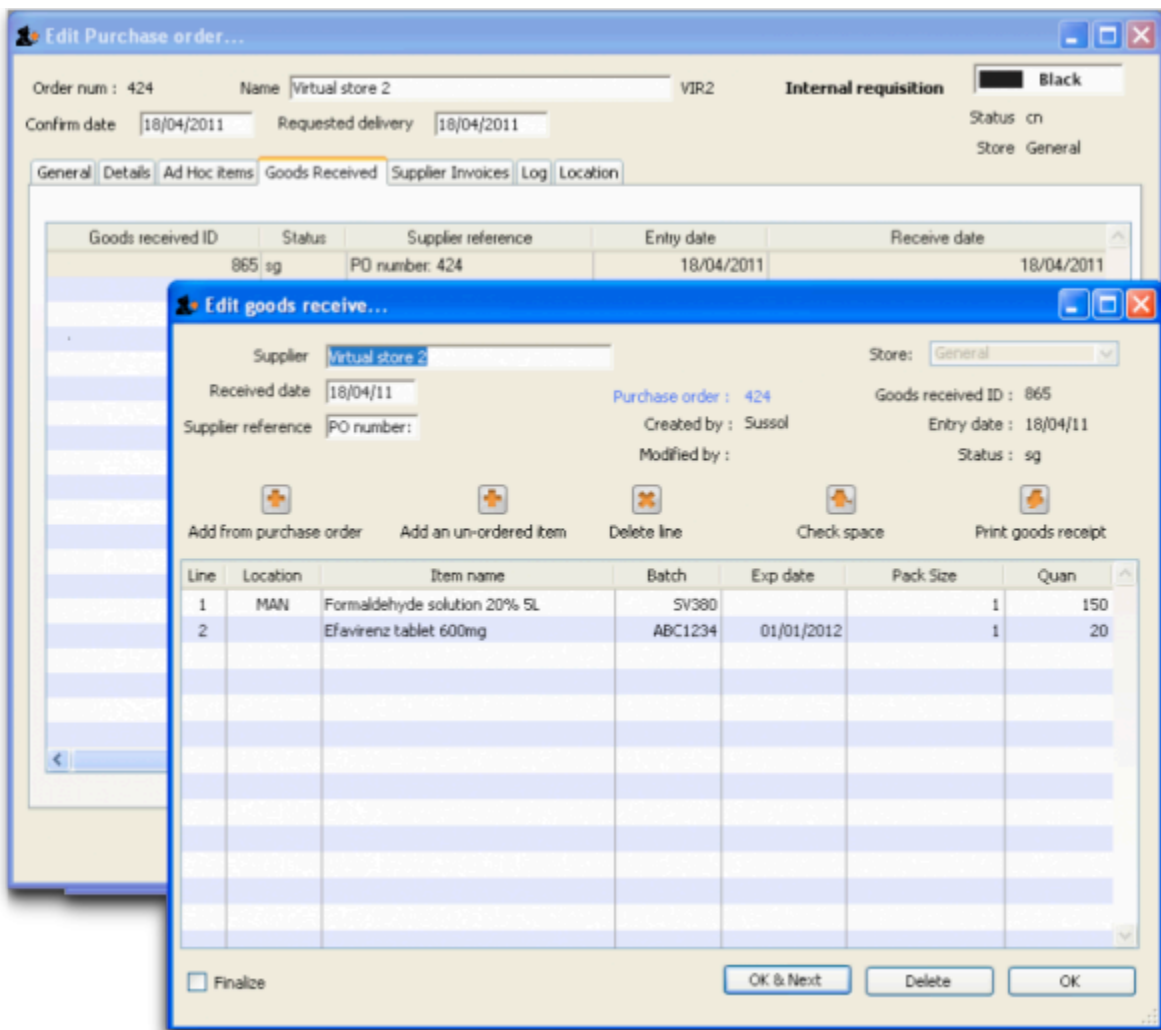 Edit Purchase order...
Order num : 424 Name Virtual store 2 VIR2 Internal requisition Black
Confirm date 18/04/2011 Requested delivery 18/04/2011 Status cn
Store General
General Details Ad Hoc items Goods Received Supplier Invoices Log Location
Goods received ID Status Supplier reference Entry date Receive date
865 sg PO number: 424 18/04/2011 18/04/2011
Edit goods receive...
Supplier Virtual store 2 Store: General
Received date 18/04/11 Purchase order : 424 Goods received ID : 865
Supplier reference PO number: Created by : Sussol Entry date : 18/04/11
Modified by : Status : sg
Add from purchase order Add an un-ordered item Delete line Check space Print goods receipt
Line Location Item name Batch Exp date Pack Size Quan
1 MAN Formaldehyde solution 20% 5L SV380 1 150
2 Efavirenz tablet 600mg ABC1234 01/01/2012 1 20
Finalize OK & Next Delete OK